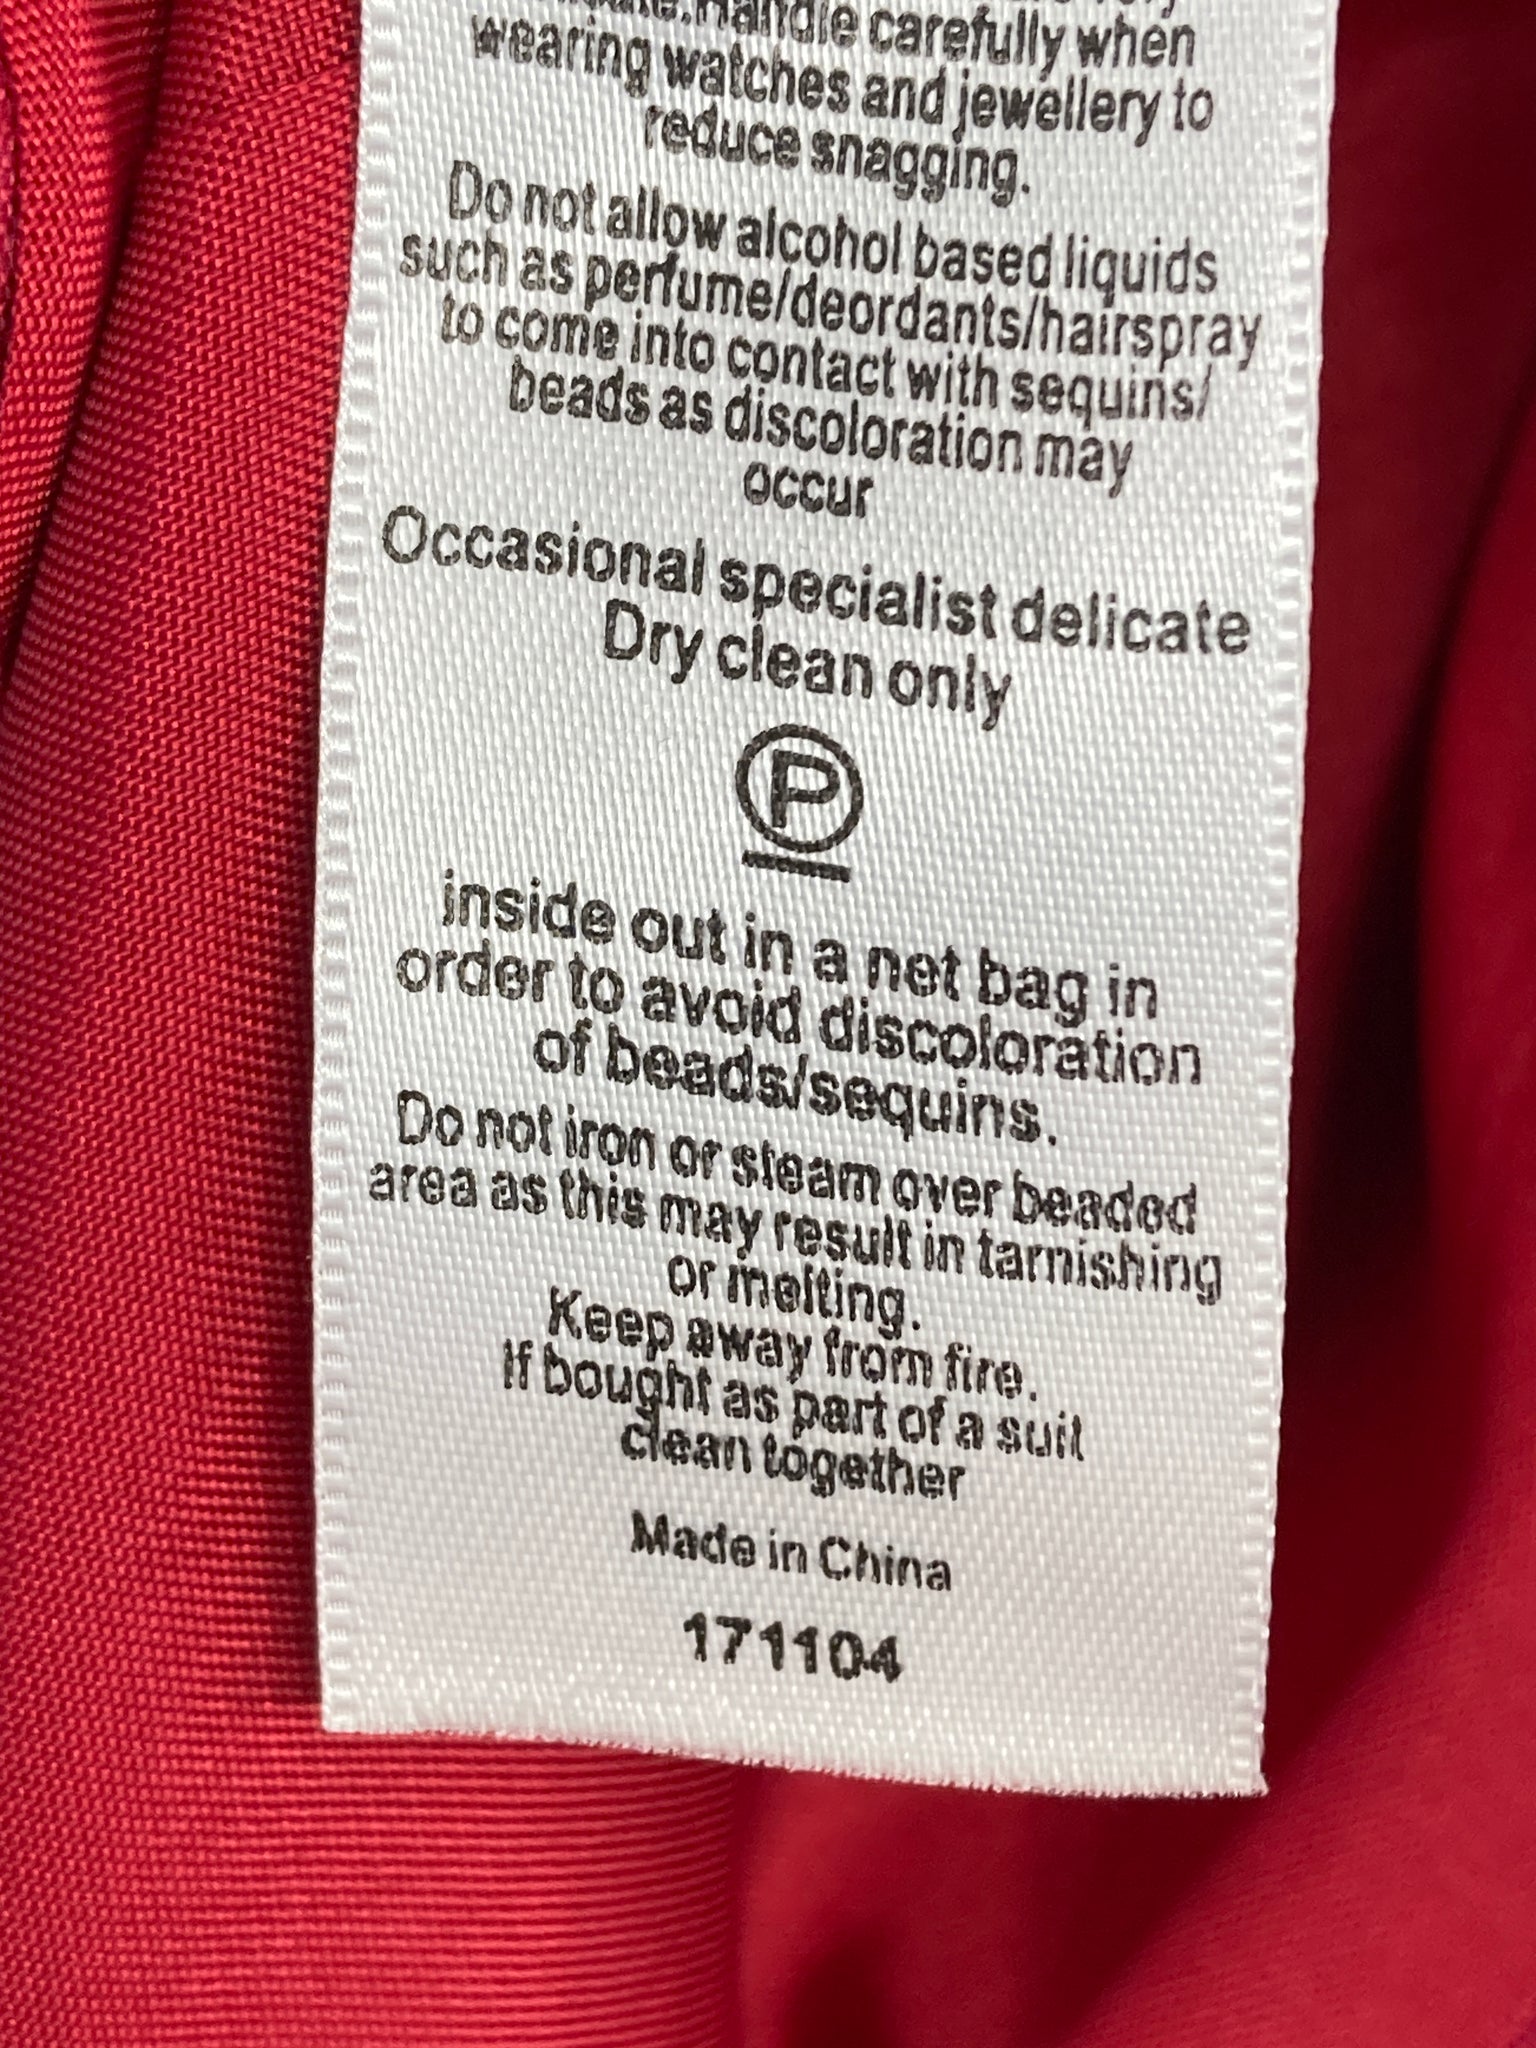 Handle carefully when
wearing watches and jewellery to
reduce snagging.
Do not allow alcohol based liquids
such as perfume/deordants/hairspray
to come into contact with sequins/
beads as discoloration may
occur
Occasional specialist delicate
Dry clean only
P
inside out in a net bag in
order to avoid discoloration
of beads/sequins.
Do not iron or steam over beaded
area as this may result in tarnishing
or melting.
Keep away from fire.
If bought as part of a suit
clean together
Made in China
171104